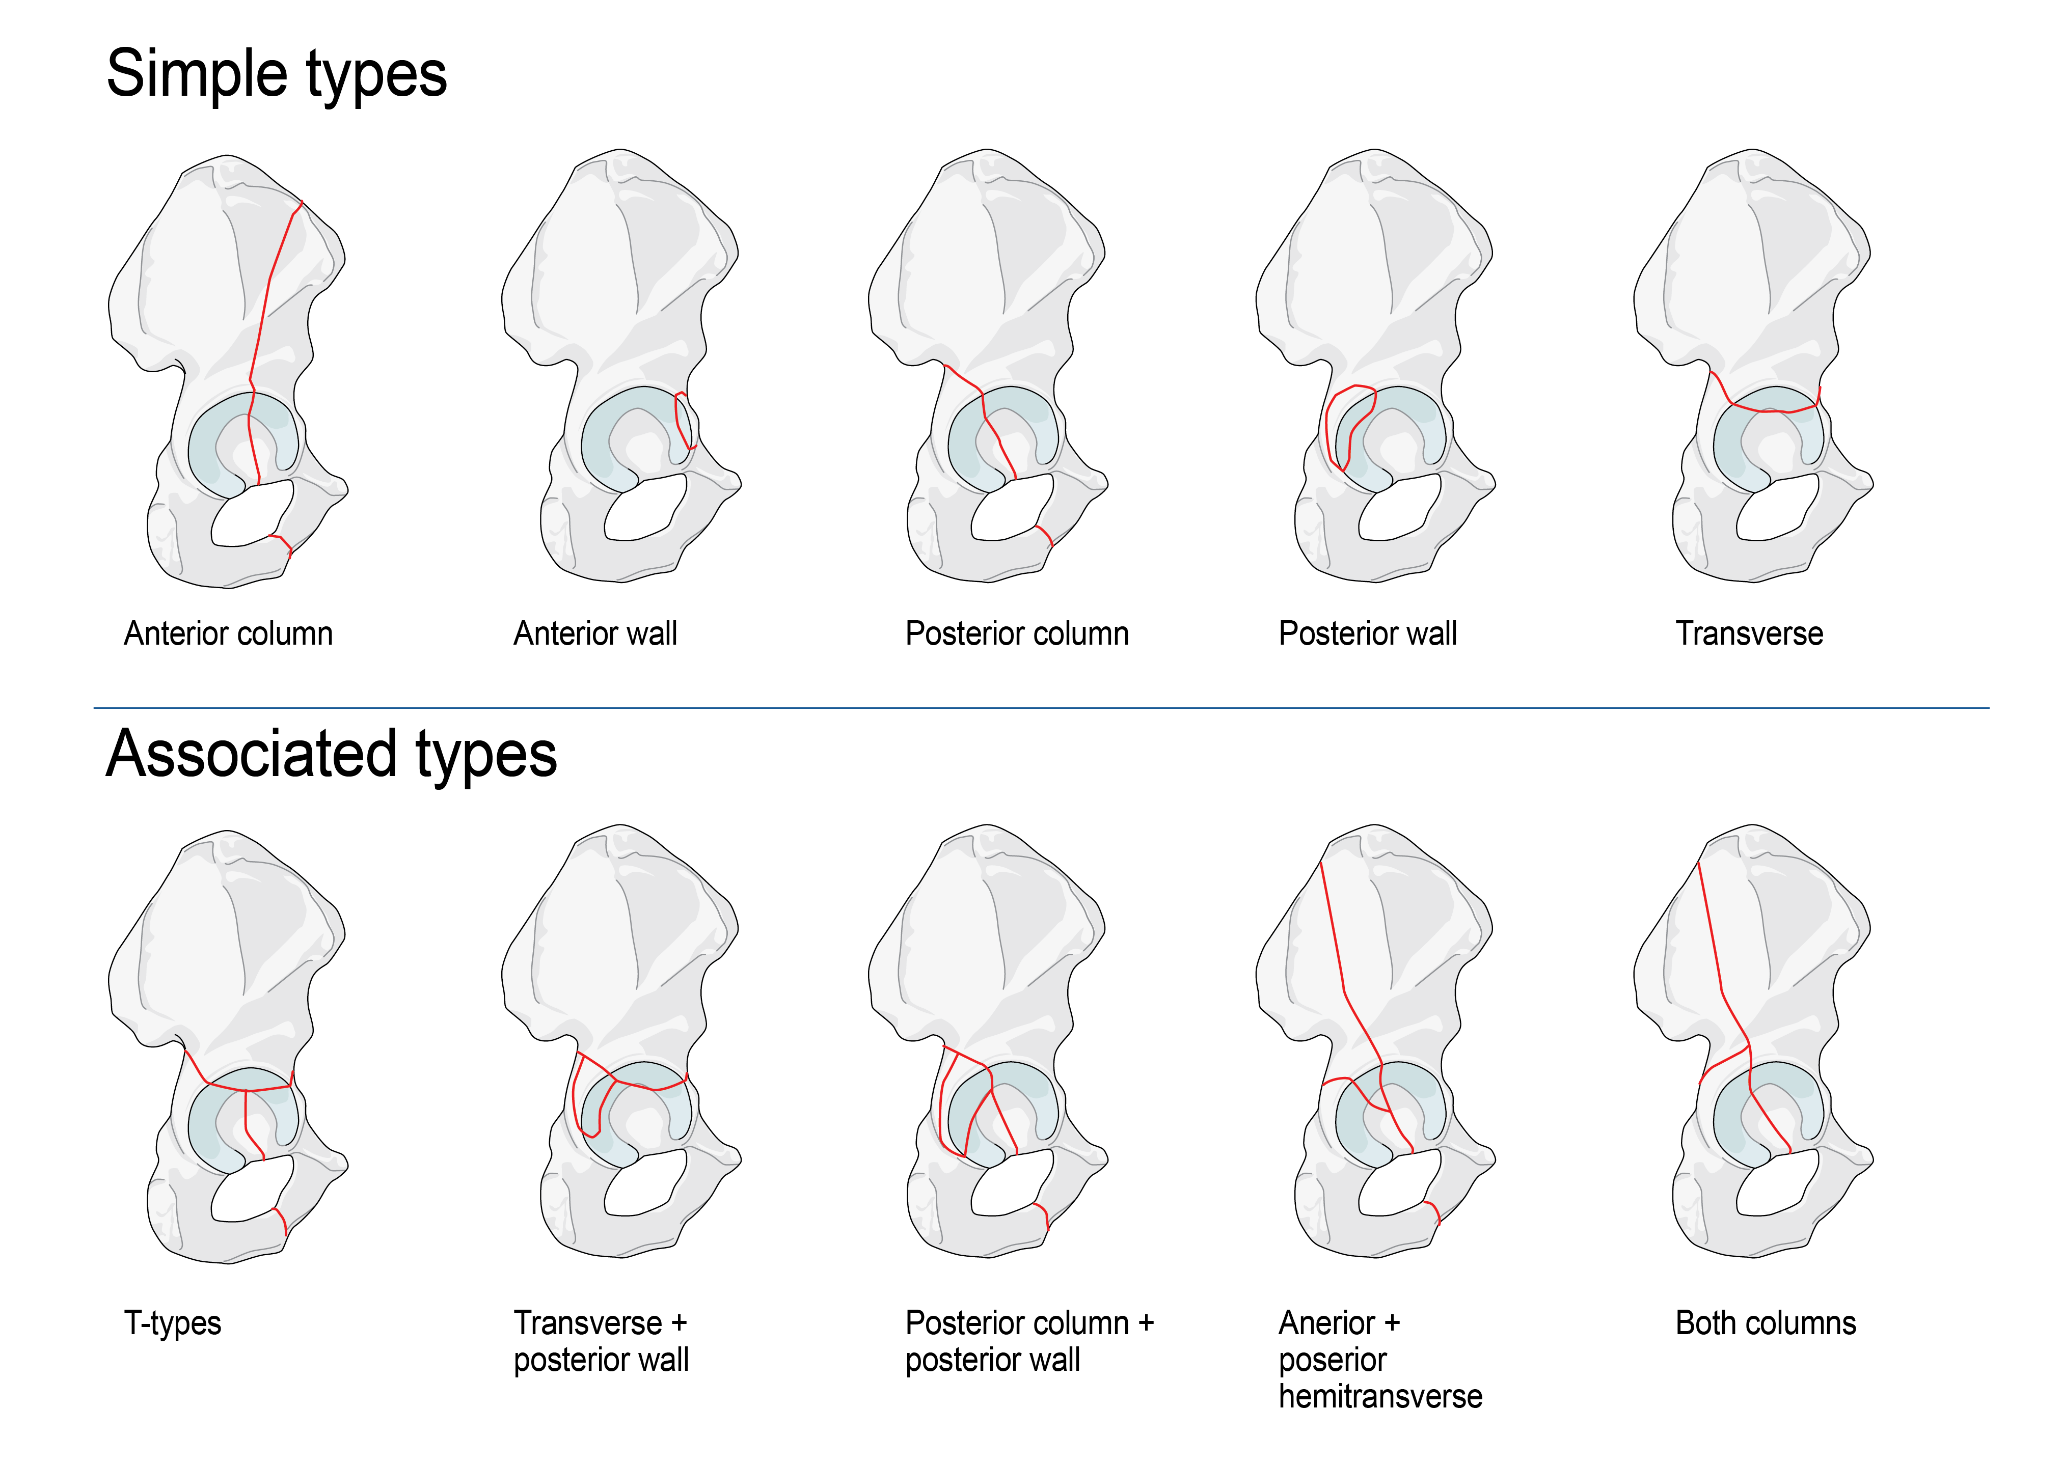 Simple types
Anterior column
Anterior wall
Posterior column
Posterior wall
Transverse
Associated types
T-types
Transverse +
posterior wall
Posterior column +
posterior wall
Anerior +
poserior
hemitransverse
Both columns